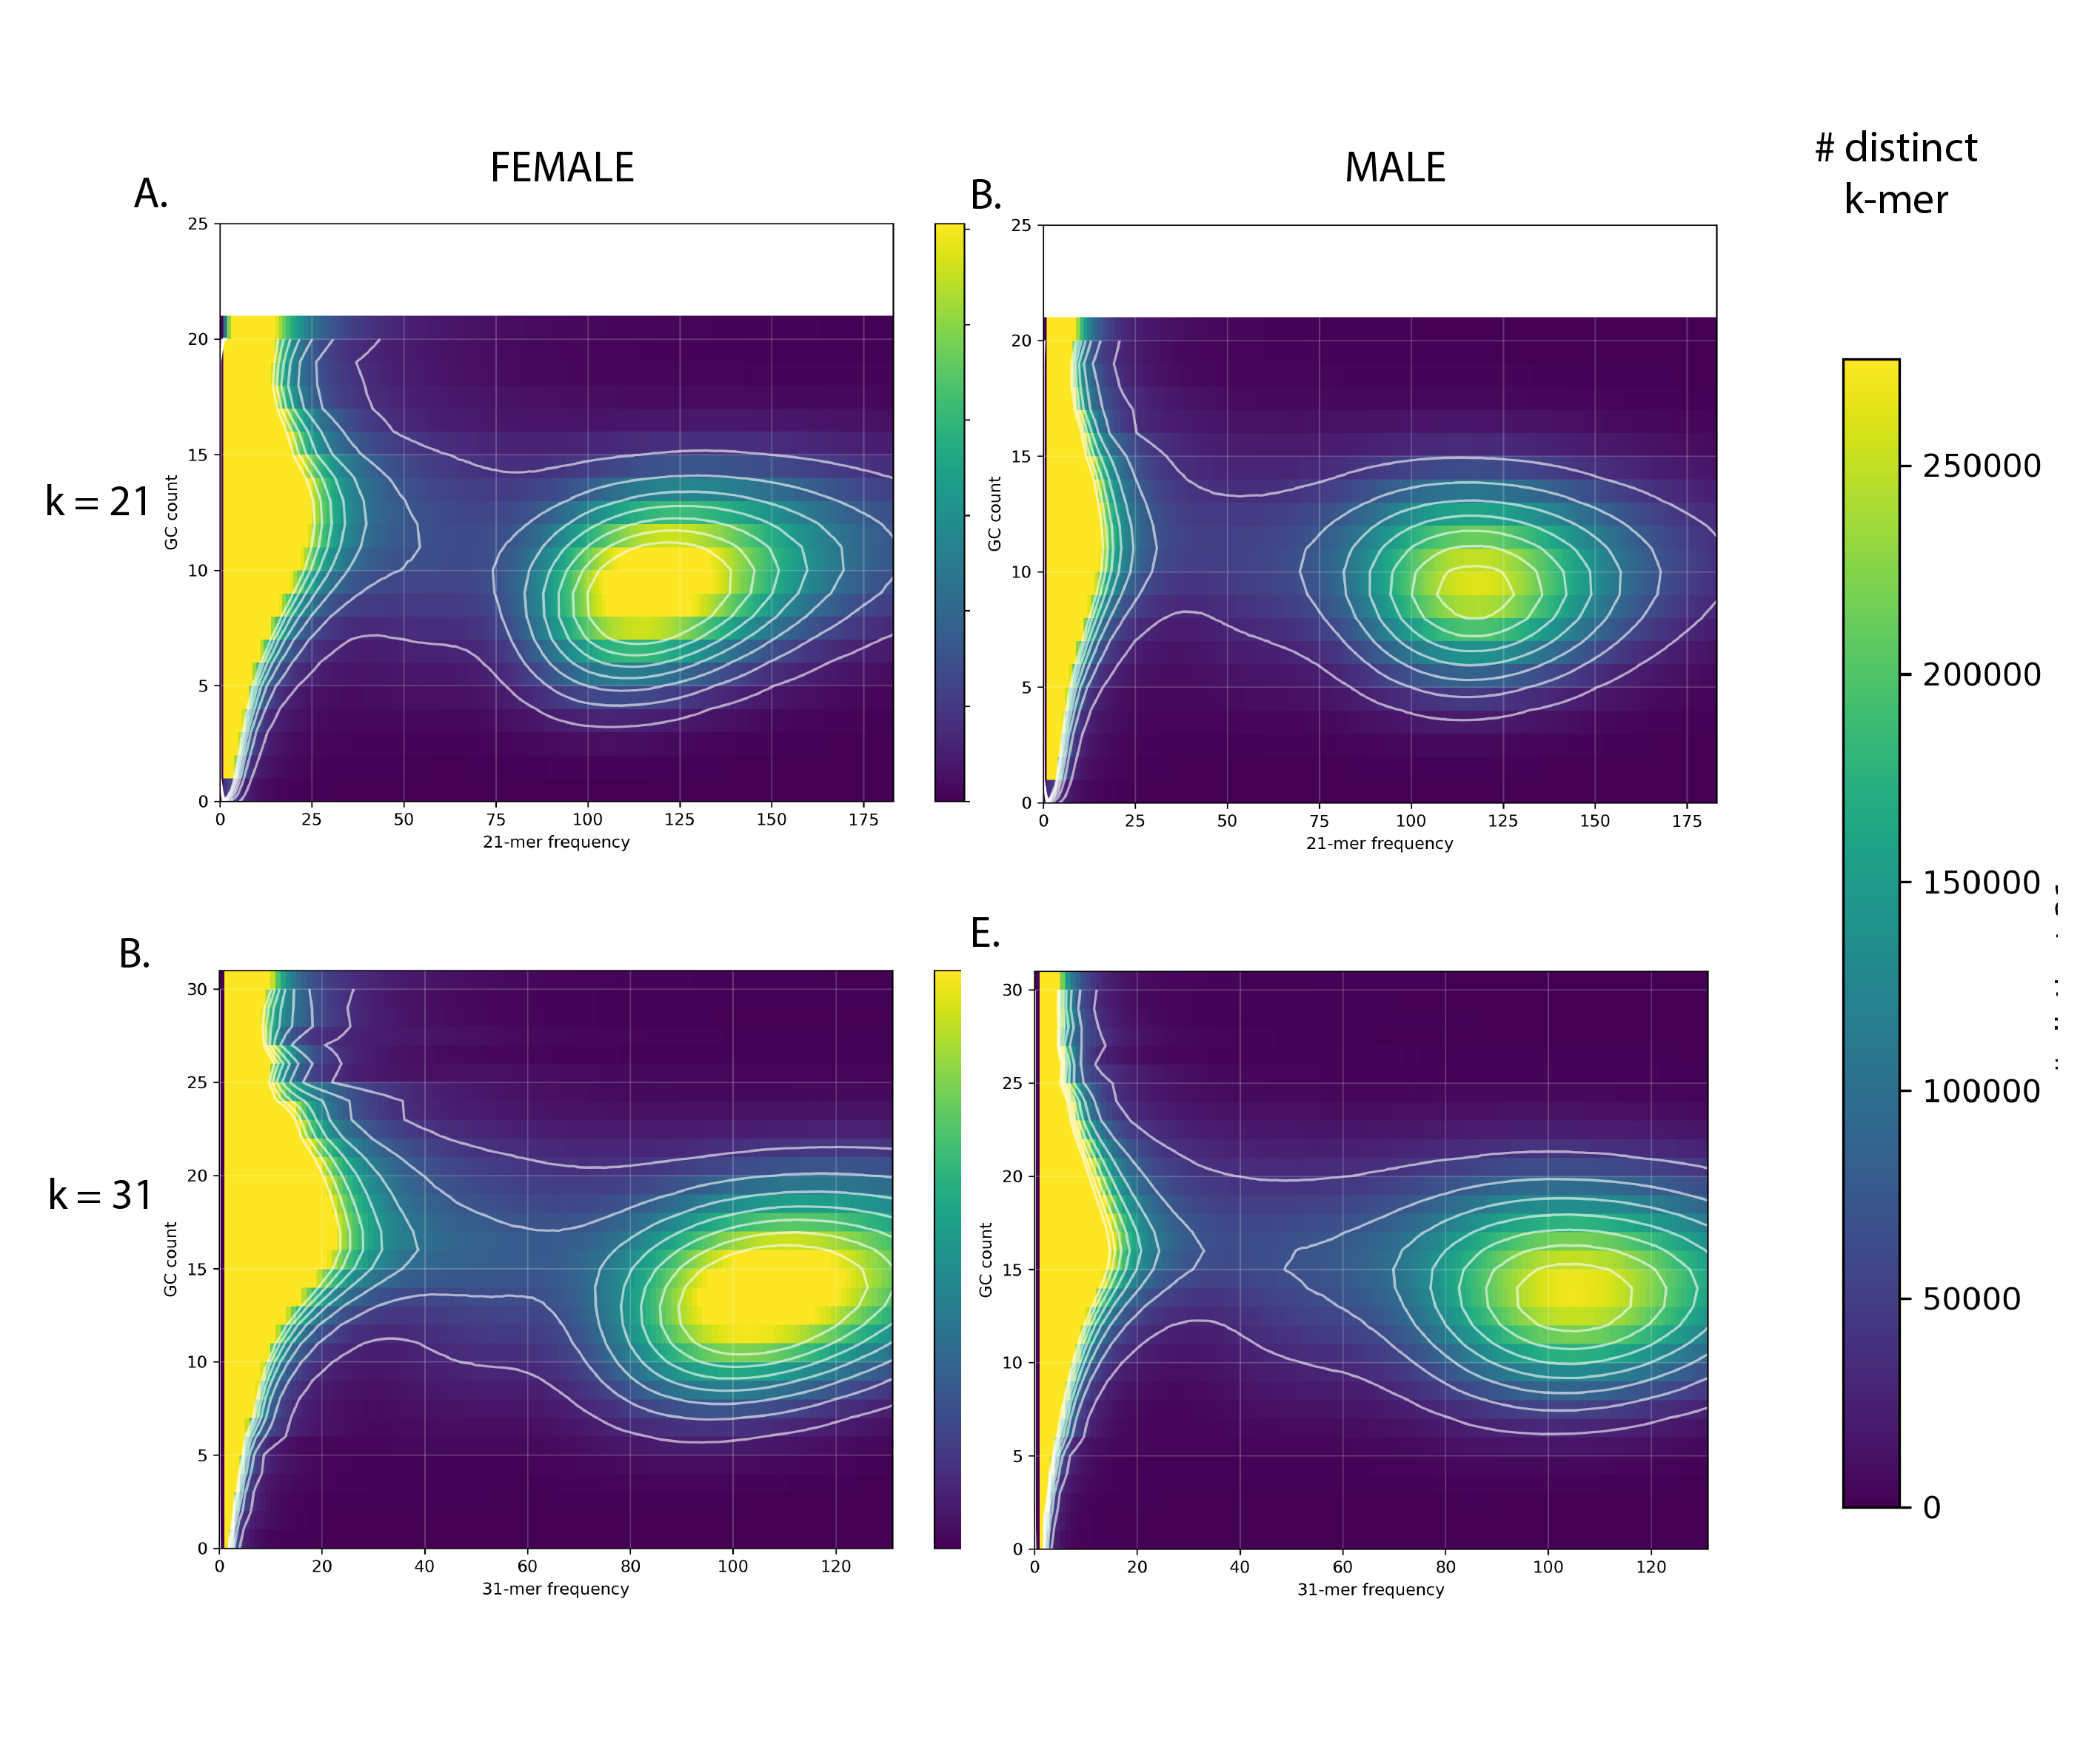 FEMALE
MALE
# distinct
k-mer
A.
B.
25
20
15
10
5
0
GC count
k = 21
0 25 50 75 100 125 150 175
21-mer frequency
25
20
15
10
5
0
GC count
0 25 50 75 100 125 150 175
21-mer frequency
250000
200000
150000
100000
50000
0
B.
E.
30
25
20
15
10
5
0
GC count
k = 31
0 20 40 60 80 100 120
31-mer frequency
30
25
20
15
10
5
0
GC count
0 20 40 60 80 100 120
31-mer frequency